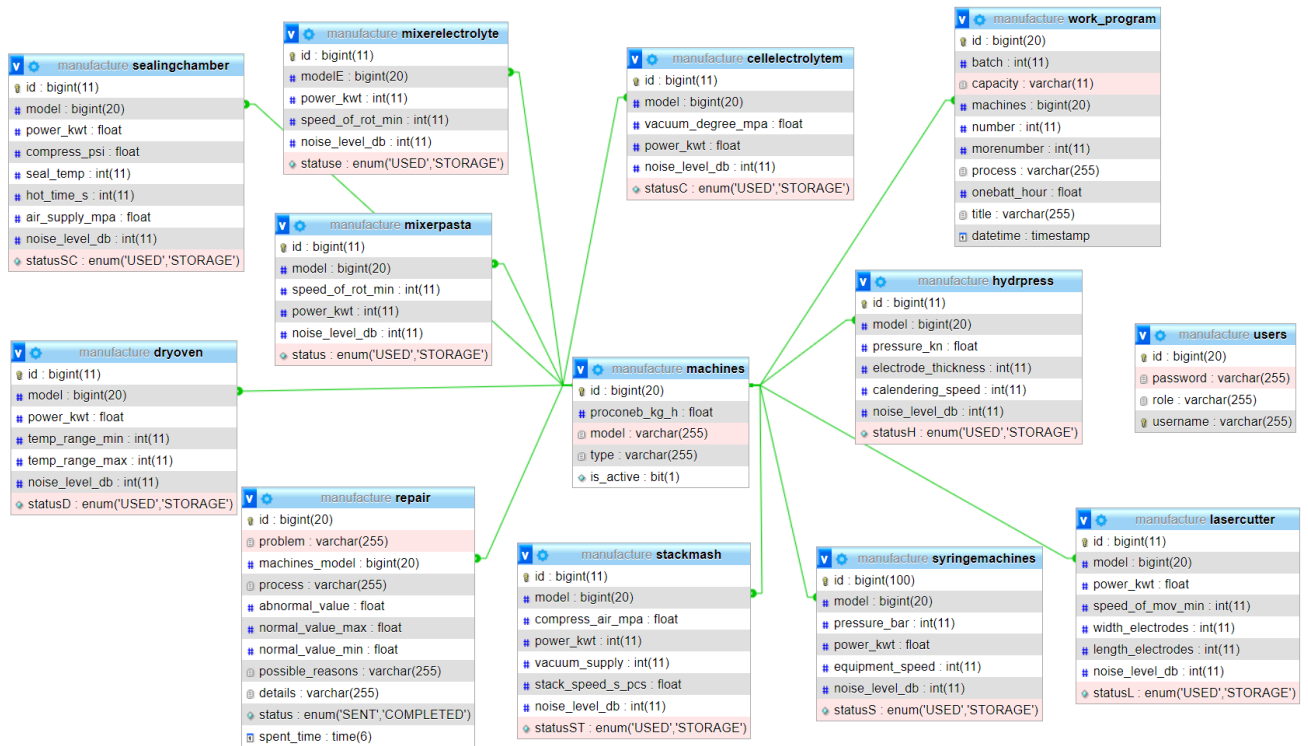 manufacture sealingchamber
id : bigint(11)
model : bigint(20)
power_kwt : float
compress_psi : float
seal_temp : int(11)
hot_time_s : int(11)
air_supply_mpa : float
noise_level_db : int(11)
statusSC : enum('USED','STORAGE')
manufacture mixerelectrolyte
id : bigint(11)
modelE : bigint(20)
power_kwt : int(11)
speed_of_rot_min : int(11)
noise_level_db : int(11)
statuse : enum('USED','STORAGE')
manufacture cellelectrolytem
id : bigint(11)
model : bigint(20)
vacuum_degree_mpa : float
power_kwt : float
noise_level_db : int(11)
statusC : enum('USED','STORAGE')
manufacture work_program
id : bigint(20)
batch : int(11)
capacity : varchar(11)
machines : bigint(20)
number : int(11)
morenumber : int(11)
process : varchar(255)
onebatt_hour : float
title : varchar(255)
datetime : timestamp
manufacture mixerpasta
id : bigint(11)
model : bigint(20)
speed_of_rot_min : int(11)
power_kwt : int(11)
noise_level_db : int(11)
status : enum('USED','STORAGE')
manufacture hydrpress
id : bigint(11)
model : bigint(20)
pressure_kn : float
electrode_thickness : int(11)
calendering_speed : int(11)
noise_level_db : int(11)
statusH : enum('USED','STORAGE')
manufacture users
id : bigint(20)
password : varchar(255)
role : varchar(255)
username : varchar(255)
manufacture dryoven
id : bigint(11)
model : bigint(20)
power_kwt : float
temp_range_min : int(11)
temp_range_max : int(11)
noise_level_db : int(11)
statusD : enum('USED','STORAGE')
manufacture machines
id : bigint(20)
proconeb_kg_h : float
model : varchar(255)
type : varchar(255)
is_active : bit(1)
manufacture repair
id : bigint(20)
problem : varchar(255)
machines_model : bigint(20)
process : varchar(255)
abnormal_value : float
normal_value_max : float
normal_value_min : float
possible_reasons : varchar(255)
details : varchar(255)
status : enum('SENT','COMPLETED')
spent_time : time(6)
manufacture stackmash
id : bigint(11)
model : bigint(20)
compress_air_mpa : float
power_kwt : int(11)
vacuum_supply : int(11)
stack_speed_s_pcs : float
noise_level_db : int(11)
statusST : enum('USED','STORAGE')
manufacture syringemachines
id : bigint(100)
model : bigint(20)
pressure_bar : int(11)
power_kwt : float
equipment_speed : int(11)
noise_level_db : int(11)
statusS : enum('USED','STORAGE')
manufacture lasercutter
id : bigint(11)
model : bigint(20)
power_kwt : float
speed_of_mov_min : int(11)
width_electrodes : int(11)
length_electrodes : int(11)
noise_level_db : int(11)
statusL : enum('USED','STORAGE')